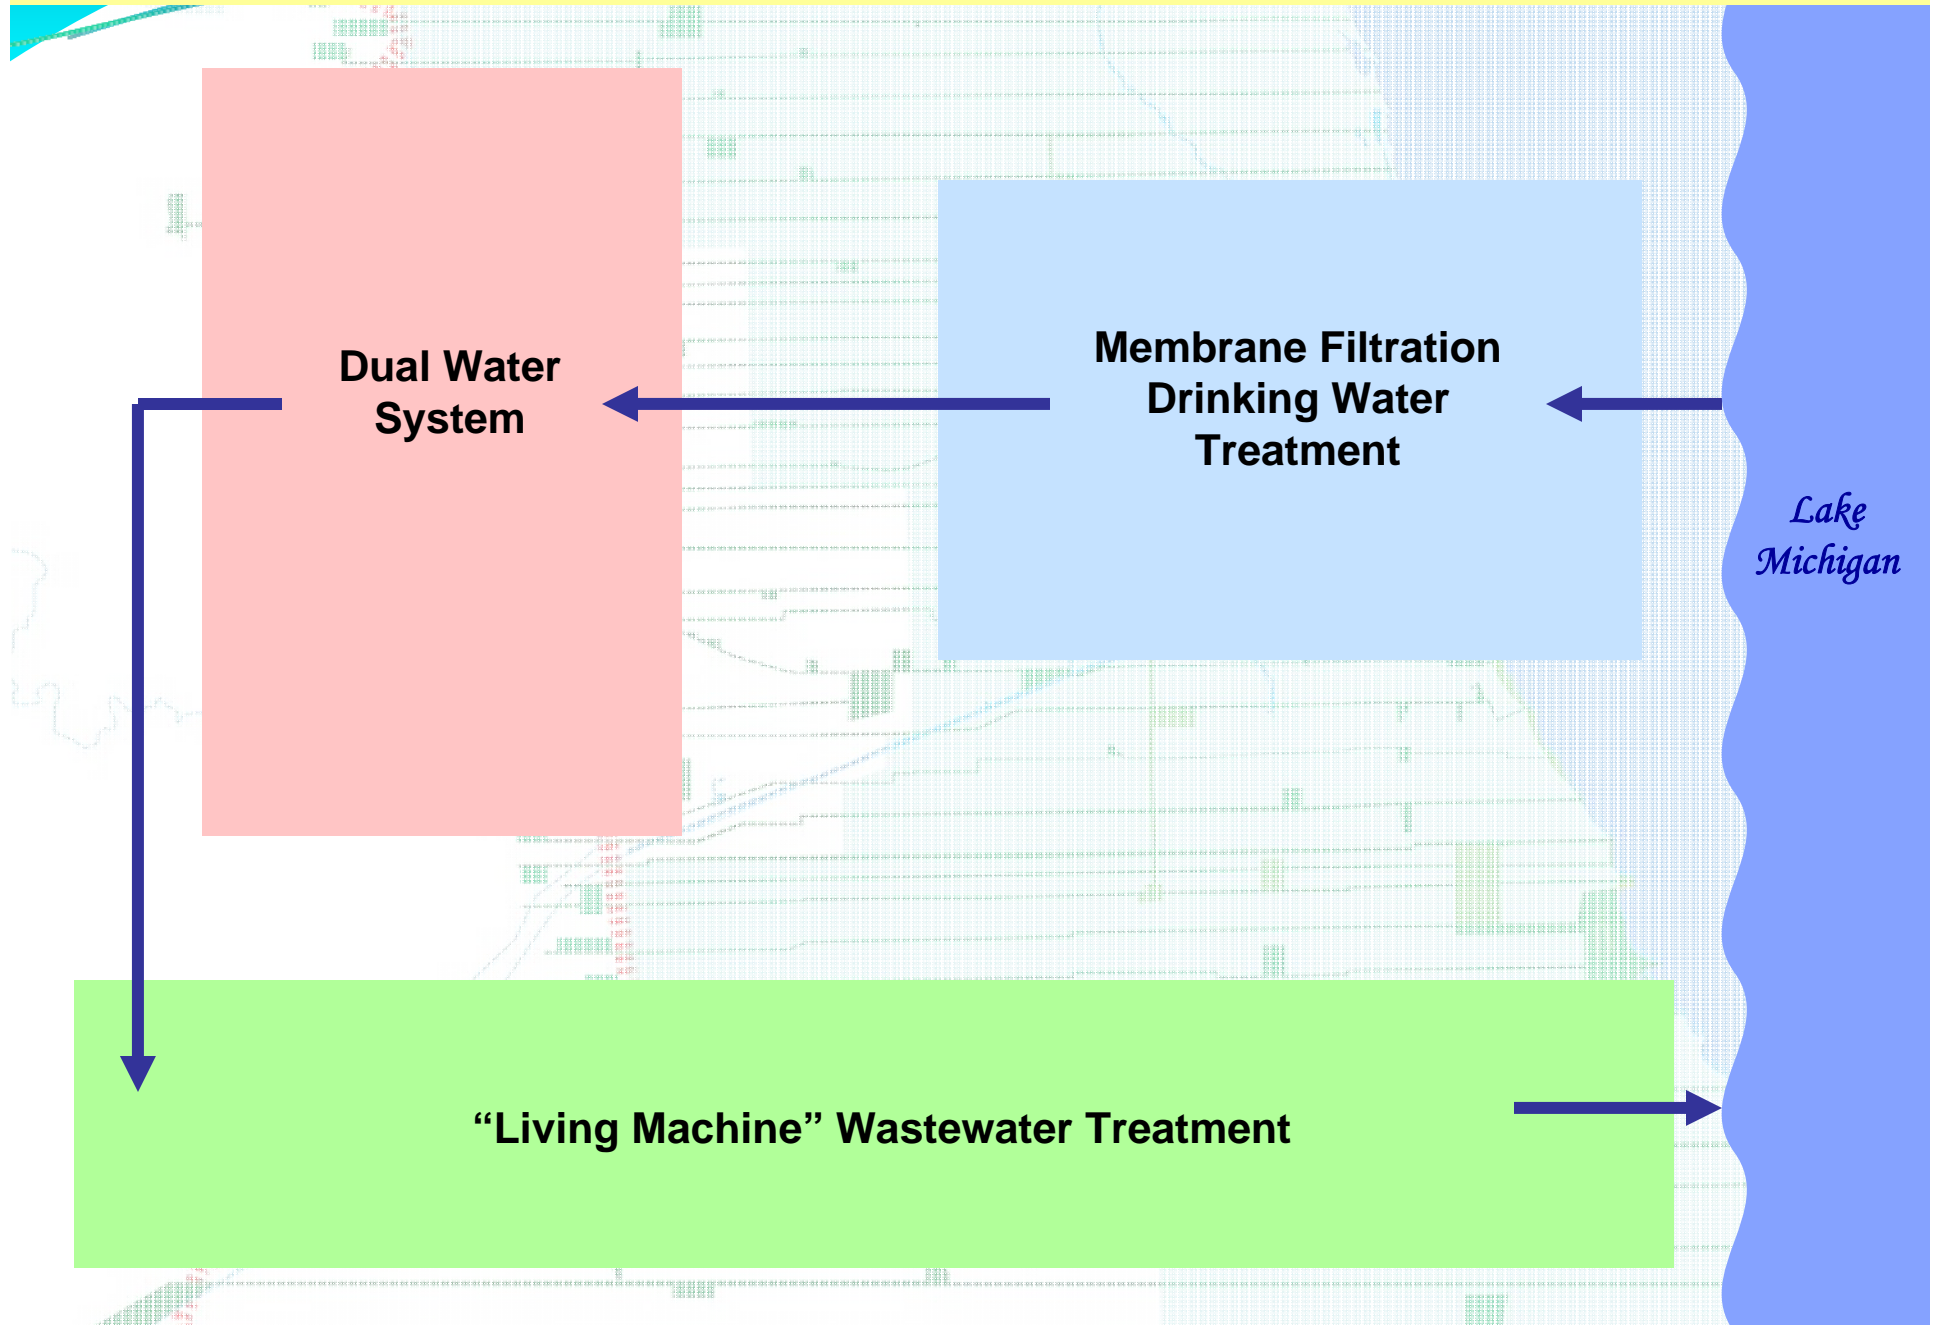 Dual Water
System
Membrane Filtration
Drinking Water
Treatment
Lake
Michigan
“Living Machine” Wastewater Treatment